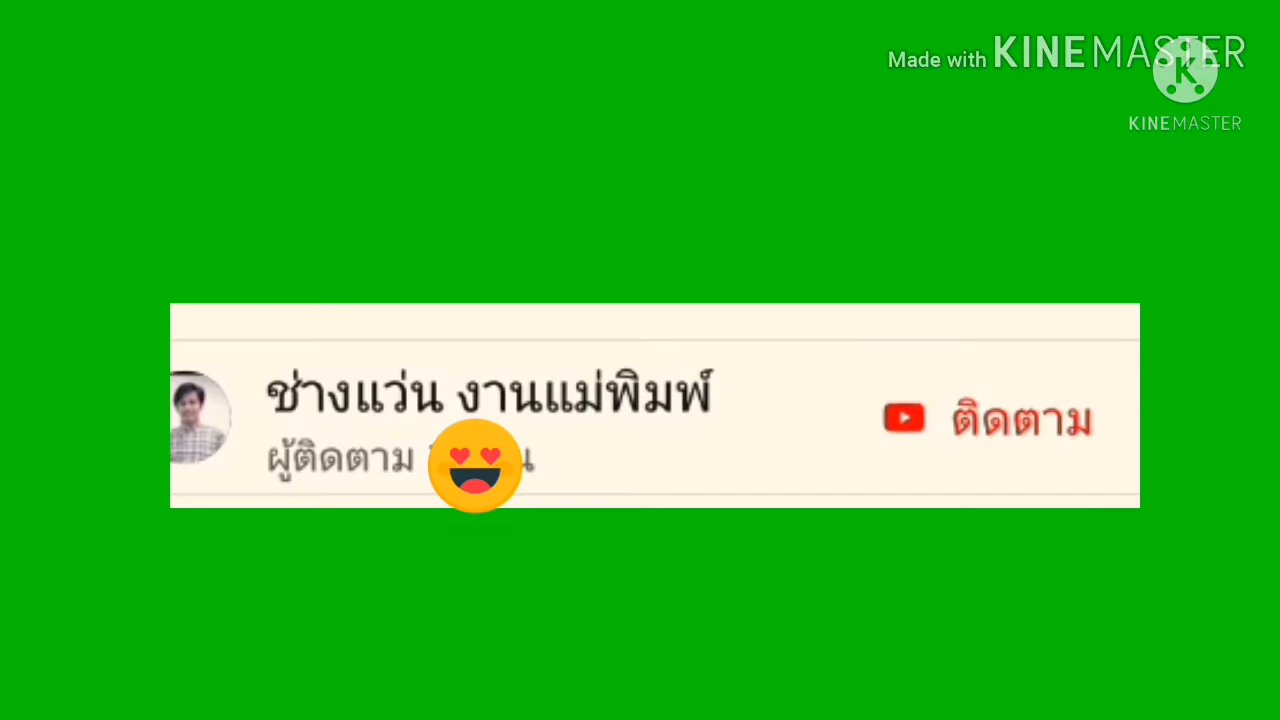 Made with KINEMASTER
K
KINEMASTER
ช่างแว่น งานแม่พิมพ์
ติดตาม
ผู้ติดตาม